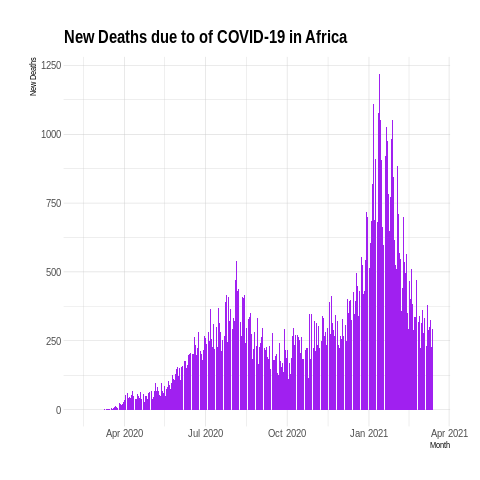 New Deaths due to of COVID-19 in Africa
New Deaths
1250
1000
750
500
250
0
Apr 2020 Jul 2020 Oct 2020 Jan 2021 Apr 2021
Month